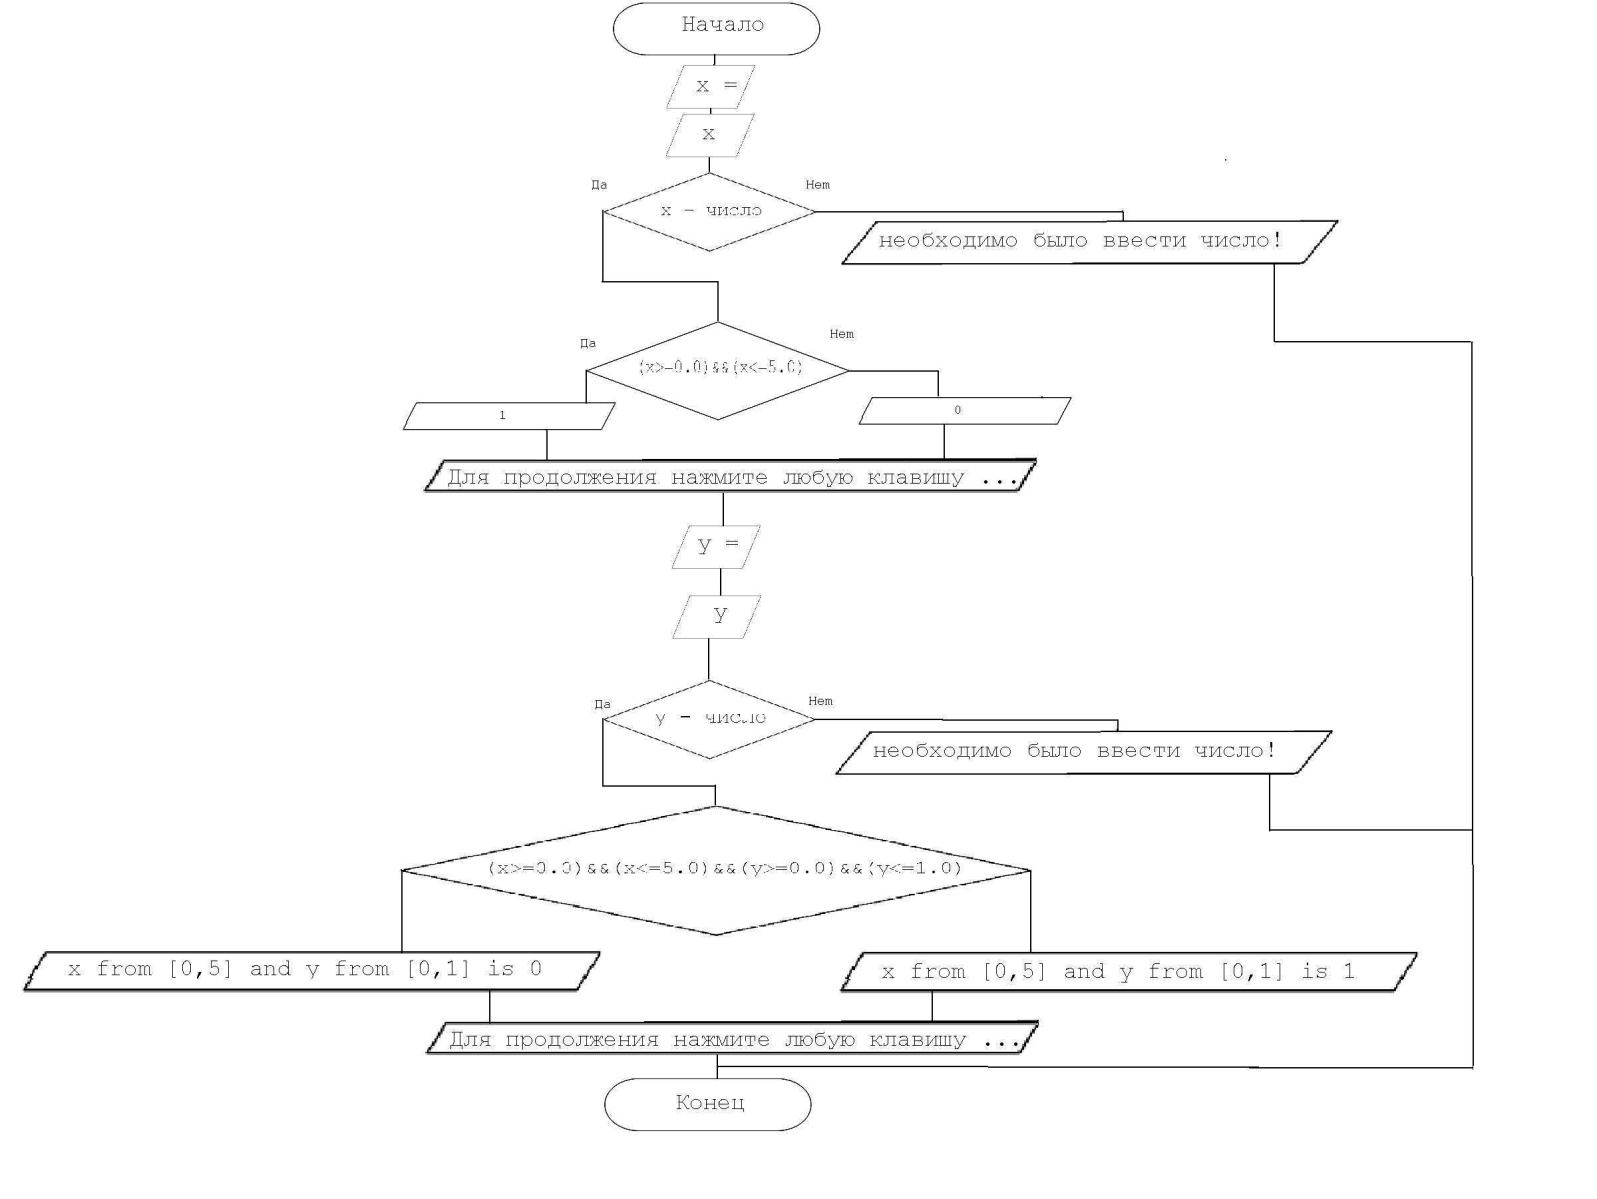 Начало
x =
x
Да
Нет
x - число
необходимо было ввести число!
Да
Нет
(x>=0.0)&&(x<=5.0)
1
0
Для продолжения нажмите любую клавишу ...
y =
y
Да
Нет
y - число
необходимо было ввести число!
(x>=0.0)&&(x<=5.0)&&(y>=0.0)&&(y<=1.0)
x from [0,5] and y from [0,1] is 0
x from [0,5] and y from [0,1] is 1
Для продолжения нажмите любую клавишу ...
Конец